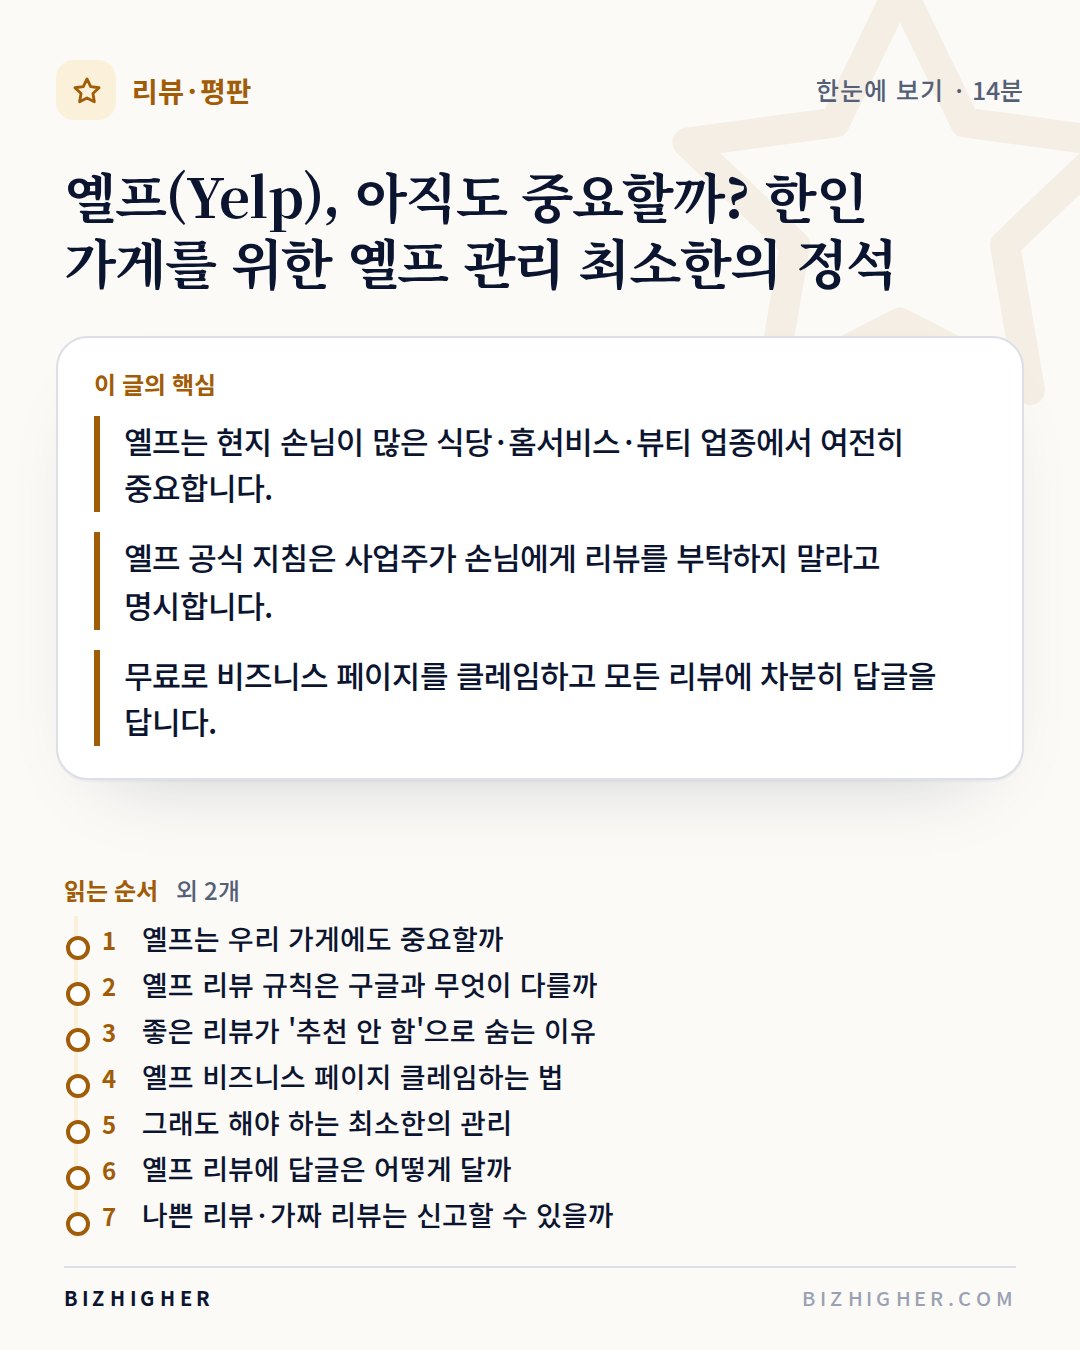 리뷰·평판
한눈에 보기 · 14분
옐프(Yelp), 아직도 중요할까? 한인
가게를 위한 옐프 관리 최소한의 정석
이 글의 핵심
옐프는 현지 손님이 많은 식당·홈서비스·뷰티 업종에서 여전히
중요합니다.
옐프 공식 지침은 사업주가 손님에게 리뷰를 부탁하지 말라고
명시합니다.
무료로 비즈니스 페이지를 클레임하고 모든 리뷰에 차분히 답글을
답니다.
읽는 순서 외 2개
1 옐프는 우리 가게에도 중요할까
2 옐프 리뷰 규칙은 구글과 무엇이 다를까
3 좋은 리뷰가 '추천 안 함'으로 숨는 이유
4 옐프 비즈니스 페이지 클레임하는 법
5 그래도 해야 하는 최소한의 관리
6 옐프 리뷰에 답글은 어떻게 달까
7 나쁜 리뷰·가짜 리뷰는 신고할 수 있을까
BIZHIGHER
BIZHIGHER.COM